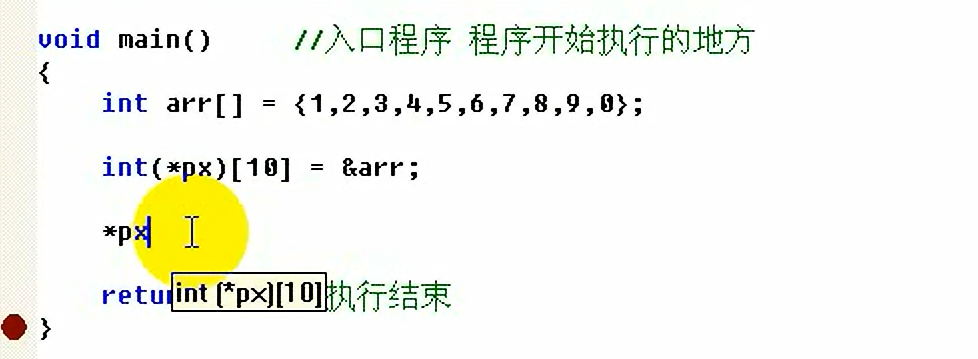 void main() //入口程序 程序开始执行的地方
{
int arr[] = {1,2,3,4,5,6,7,8,9,0};
int(*px)[10] = &arr;
*px
retur
int (*px)[10]
执行结束
}